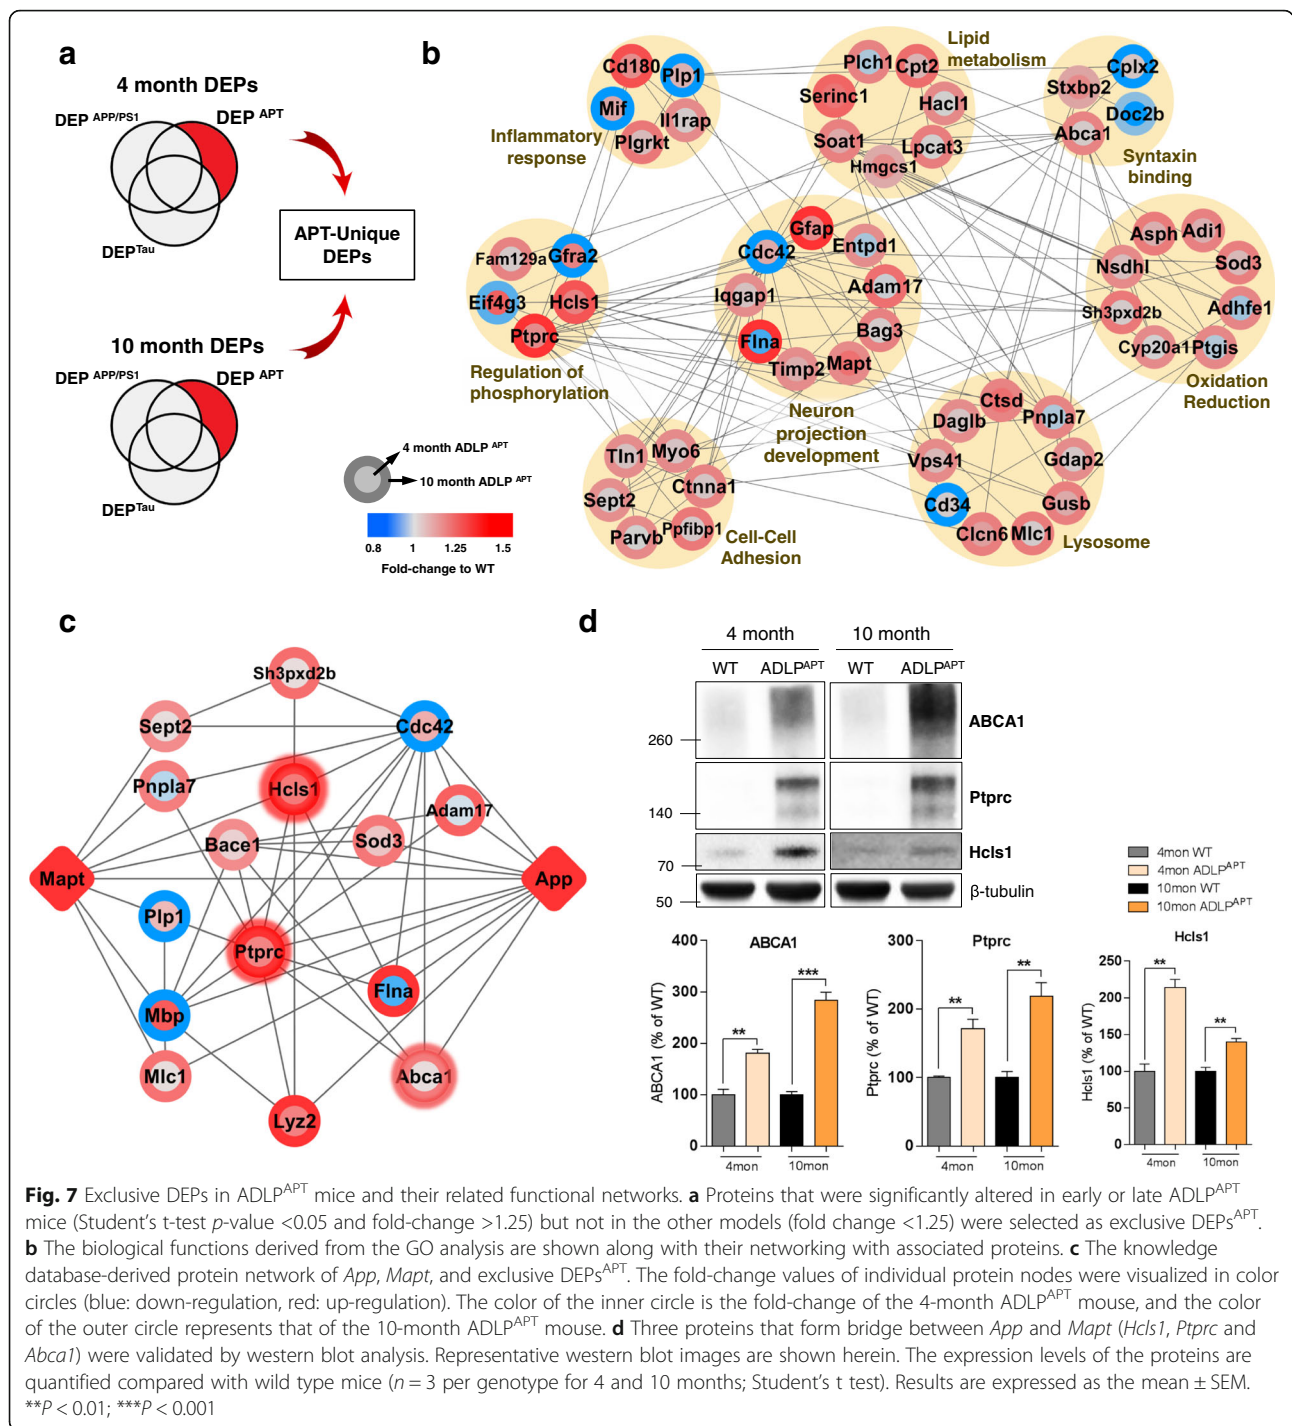 a
4 month DEPs
DEP APP/PS1
DEP APT
DEP Tau
10 month DEPs
DEP APP/PS1
DEP APT
DEP Tau
APT-Unique
DEPs
4 month ADLP APT
10 month ADLP APT
0.8 1 1.25 1.5
Fold-change to WT
b
Cd180
Plp1
Mif
Il1rap
Plgrkt
Inflammatory
response
Plch1
Cpt2
Serinc1
Hacl1
Soat1
Lpcat3
Hmgcs1
Lipid
metabolism
Cplx2
Stxbp2
Doc2b
Abca1
Syntaxin
binding
Fam129a
Gfra2
Eif4g3
Hcls1
Ptprc
Regulation of
phosphorylation
Gfap
Cdc42
Entpd1
Iqgap1
Adam17
Flna
Bag3
Timp2
Mapt
Neuron
projection
development
Asph
Adi1
Nsdhl
Sod3
Sh3pxd2b
Adhfe1
Cyp20a1
Ptgis
Oxidation
Reduction
Tln1
Myo6
Sept2
Ctnna1
Parvb
Ppfibp1
Cell-Cell
Adhesion
Ctsd
Daglb
Pnpla7
Vps41
Gdap2
Cd34
Gusb
Clcn6
Mlc1
Lysosome
c
Sh3pxd2b
Sept2
Cdc42
Pnpla7
Hcls1
Adam17
Bace1
Sod3
Mapt
App
Plp1
Ptprc
Flna
Mbp
Mlc1
Abca1
Lyz2
d
4 month 10 month
WT ADLPAPT WT ADLPAPT
260
ABCA1
140
Ptprc
70
Hcls1
50
β-tubulin
4mon WT
4mon ADLPAPT
10mon WT
10mon ADLPAPT
ABCA1
ABCA1 (% of WT)
400
300
200
100
0
**
***
4mon 10mon
Ptprc
Ptprc (% of WT)
300
200
100
0
**
**
4mon 10mon
Hcls1
Hcls1 (% of WT)
250
200
150
100
50
0
**
**
4mon 10mon
Fig. 7 Exclusive DEPs in ADLPAPT mice and their related functional networks. a Proteins that were significantly altered in early or late ADLPAPT
mice (Student's t-test p-value <0.05 and fold-change >1.25) but not in the other models (fold change <1.25) were selected as exclusive DEPsAPT.
b The biological functions derived from the GO analysis are shown along with their networking with associated proteins. c The knowledge
database-derived protein network of App, Mapt, and exclusive DEPsAPT. The fold-change values of individual protein nodes were visualized in color
circles (blue: down-regulation, red: up-regulation). The color of the inner circle is the fold-change of the 4-month ADLPAPT mouse, and the color
of the outer circle represents that of the 10-month ADLPAPT mouse. d Three proteins that form bridge between App and Mapt (Hcls1, Ptprc and
Abca1) were validated by western blot analysis. Representative western blot images are shown herein. The expression levels of the proteins are
quantified compared with wild type mice (n = 3 per genotype for 4 and 10 months; Student's t test). Results are expressed as the mean ± SEM.
**P < 0.01; ***P < 0.001